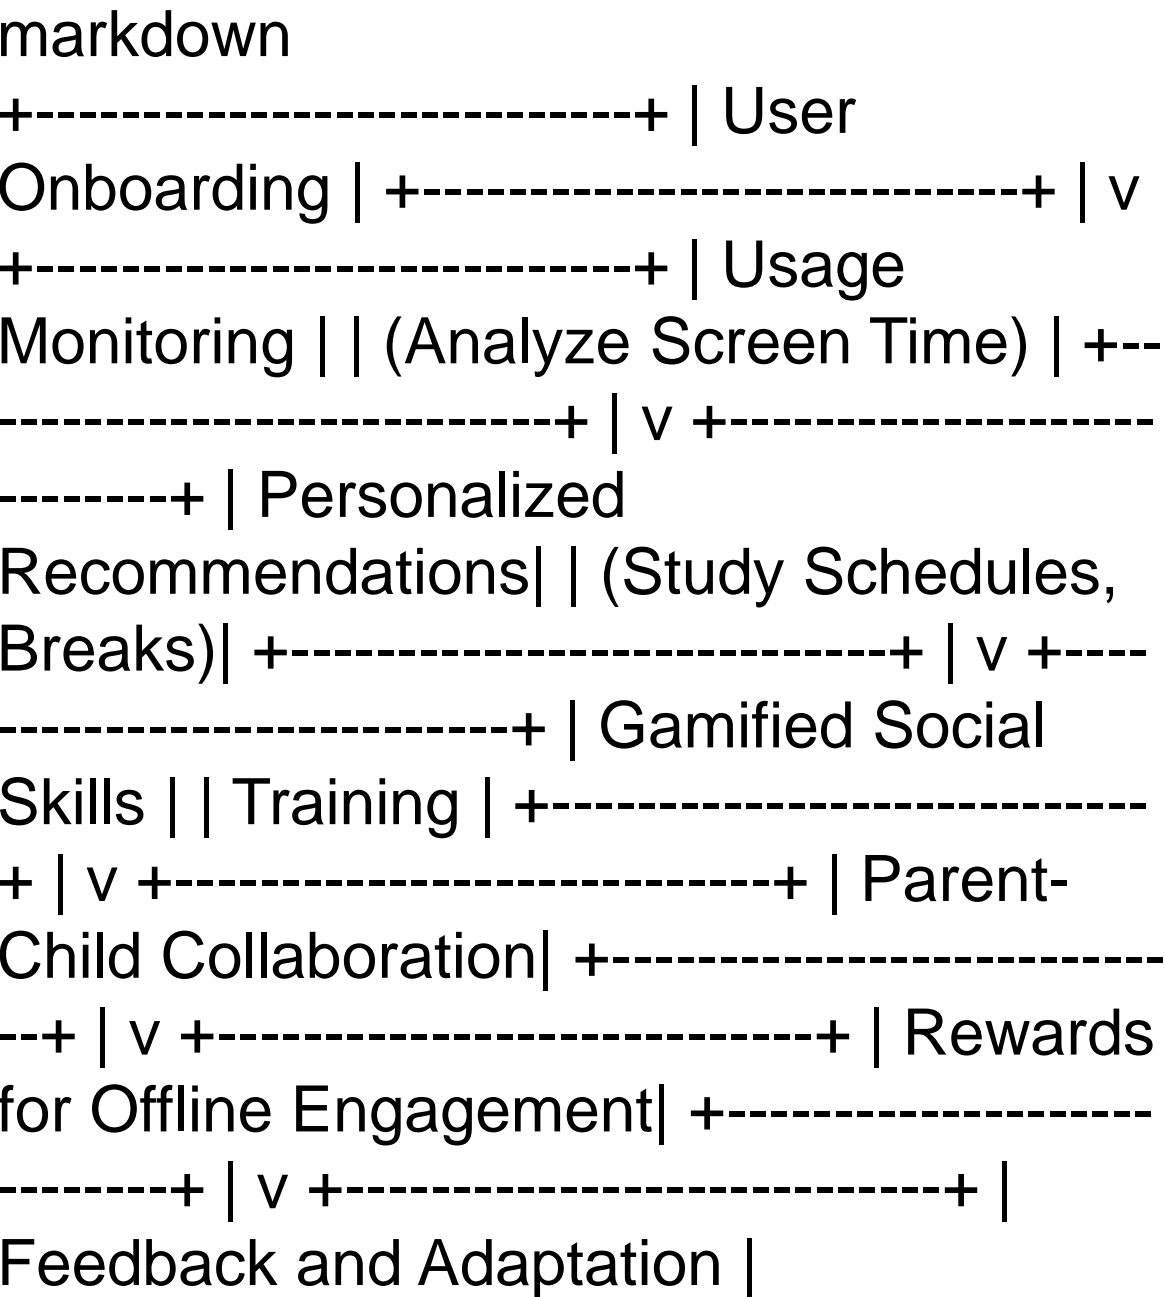 markdown
+----------------------------+ | User
Onboarding | +----------------------------+ | v
+----------------------------+ | Usage
Monitoring | | (Analyze Screen Time) | +--
--------------------------+ | v +--------------------
--------+ | Personalized
Recommendations| | (Study Schedules,
Breaks)| +----------------------------+ | v +----
------------------------+ | Gamified Social
Skills | | Training | +----------------------------
+ | v +-----------------------------+ | Parent-
Child Collaboration| +--------------------------
--+ | v +-----------------------------+ | Rewards
for Offline Engagement| +--------------------
--------+ | v +----------------------------+ |
Feedback and Adaptation |